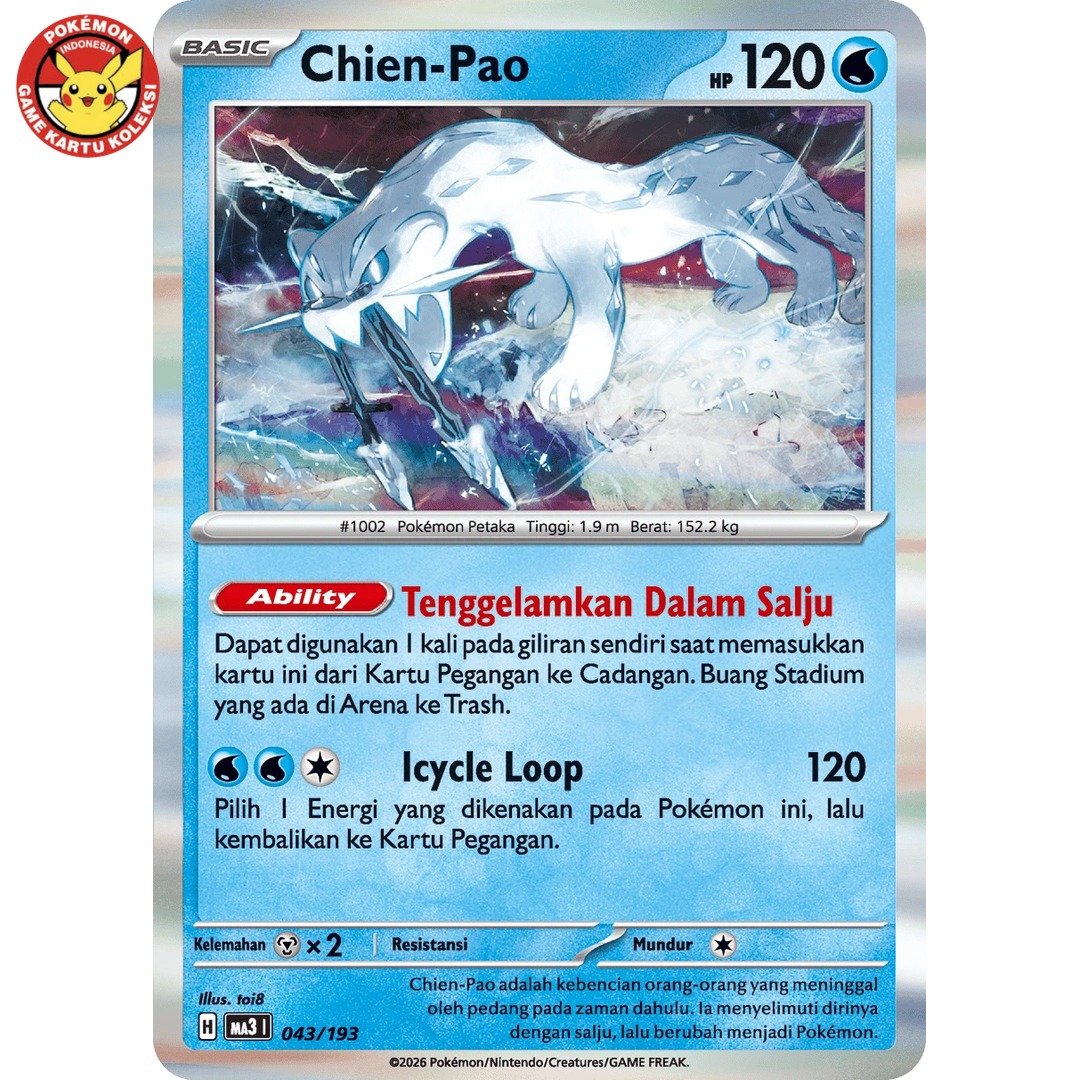 POKÉMON
INDONESIA
GAME KARTU KOLEKSI
BASIC
Chien-Pao
HP 120
#1002 Pokémon Petaka Tinggi: 1.9 m Berat: 152.2 kg
Ability Tenggelamkan Dalam Salju
Dapat digunakan 1 kali pada giliran sendiri saat memasukkan
kartu ini dari Kartu Pegangan ke Cadangan. Buang Stadium
yang ada di Arena ke Trash.
Icycle Loop 120
Pilih 1 Energi yang dikenakan pada Pokémon ini, lalu
kembalikan ke Kartu Pegangan.
Kelemahan ×2 Resistansi Mundur
Chien-Pao adalah kebencian orang-orang yang meninggal
oleh pedang pada zaman dahulu. Ia menyelimuti dirinya
dengan salju, lalu berubah menjadi Pokémon.
Illus. toi8
H MA3 I 043/193
©2026 Pokémon/Nintendo/Creatures/GAME FREAK.